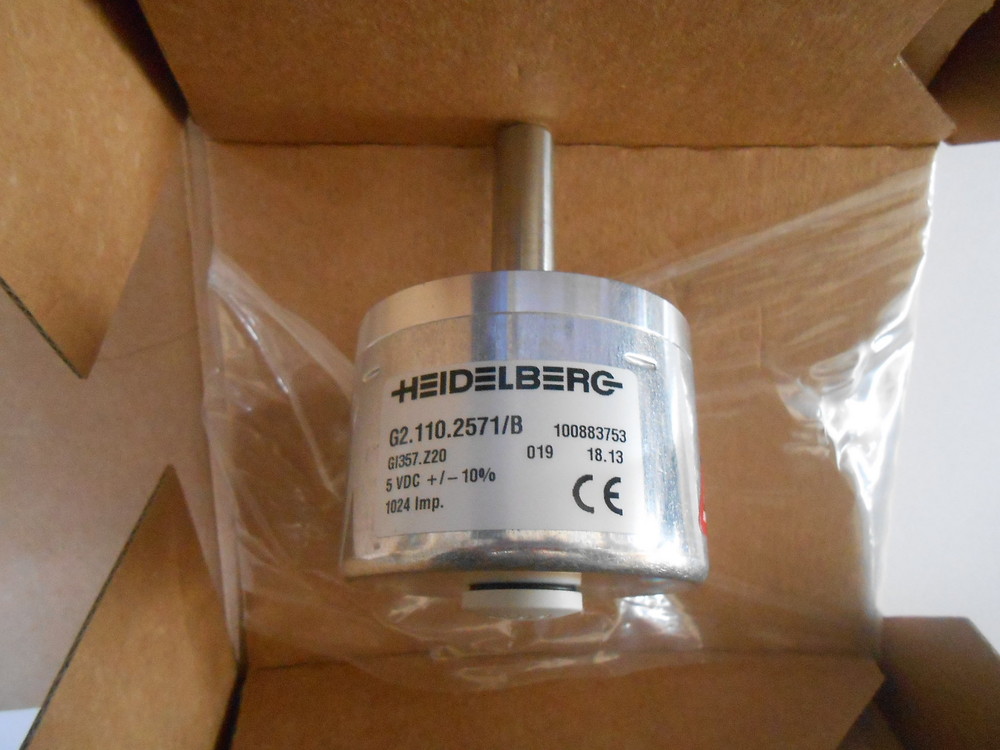 HEIDELBERG
G2.110.2571/B 100883753
GI357.Z20 019 18.13
5 VDC +/– 10%
1024 Imp.
CE